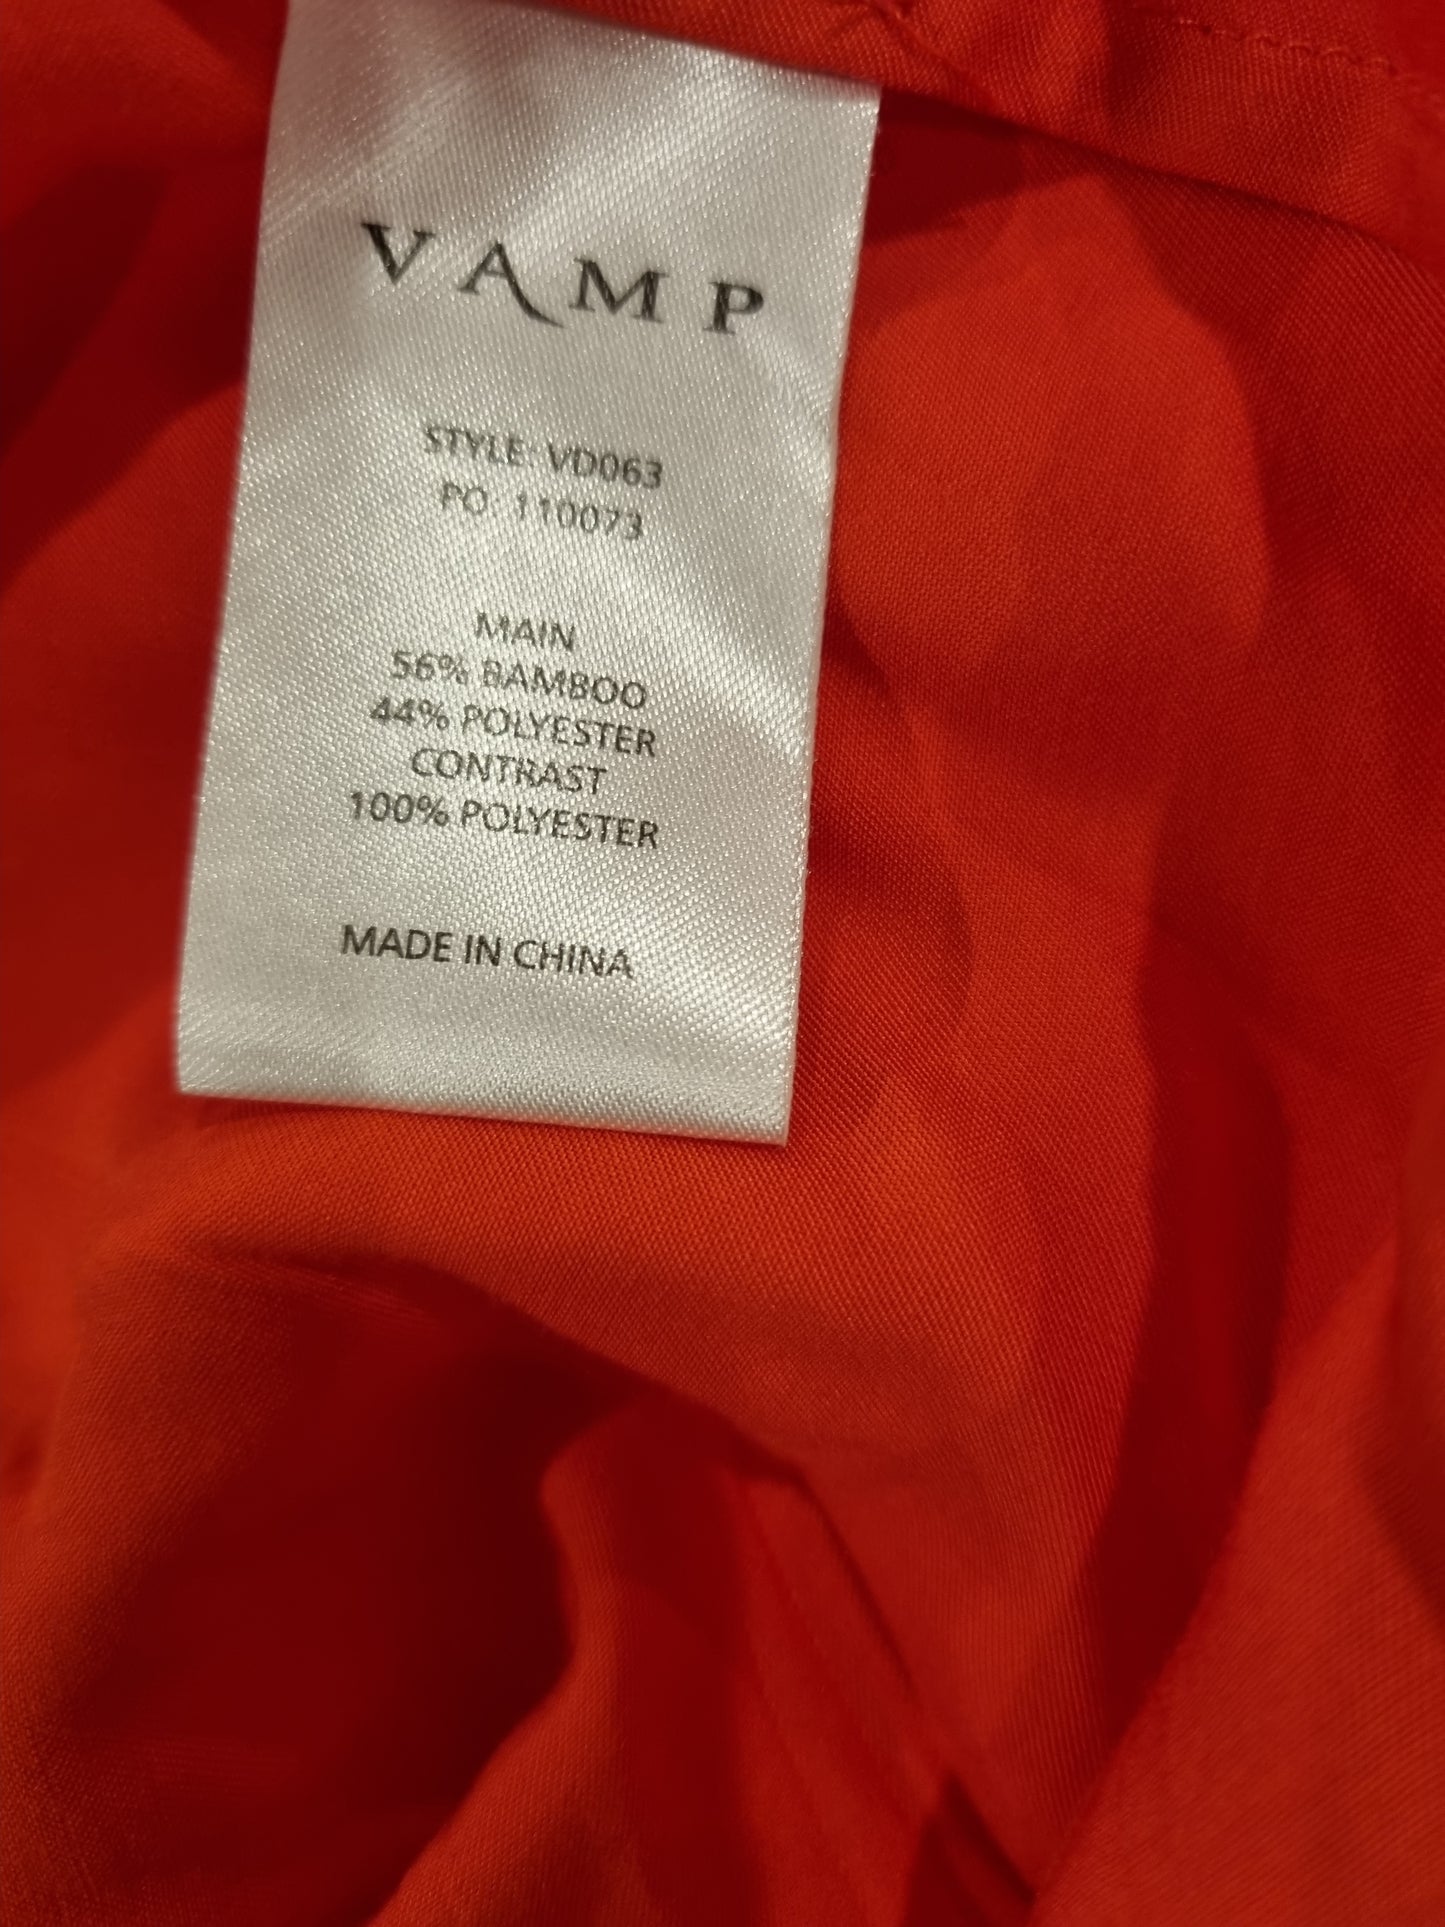 VAMP
STYLE: VD063
PO: 110073
MAIN
56% BAMBOO
44% POLYESTER
CONTRAST
100% POLYESTER
MADE IN CHINA